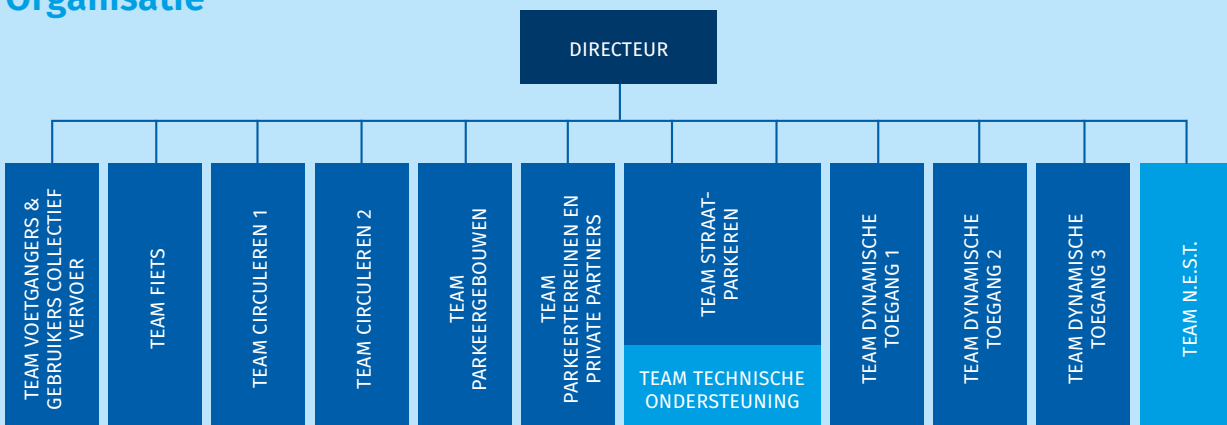 Organisatie
DIRECTEUR
TEAM VOETGANGERS &
GEBRUIKERS COLLECTIEF
VERVOER
TEAM FIETS
TEAM CIRCULEREN 1
TEAM CIRCULEREN 2
TEAM
PARKEERGEBOUWEN
TEAM
PARKEERTERREINEN EN
PRIVATE PARTNERS
TEAM STRAAT-
PARKEREN
TEAM TECHNISCHE
ONDERSTEUNING
TEAM DYNAMISCHE
TOEGANG 1
TEAM DYNAMISCHE
TOEGANG 2
TEAM DYNAMISCHE
TOEGANG 3
TEAM N.E.S.T.